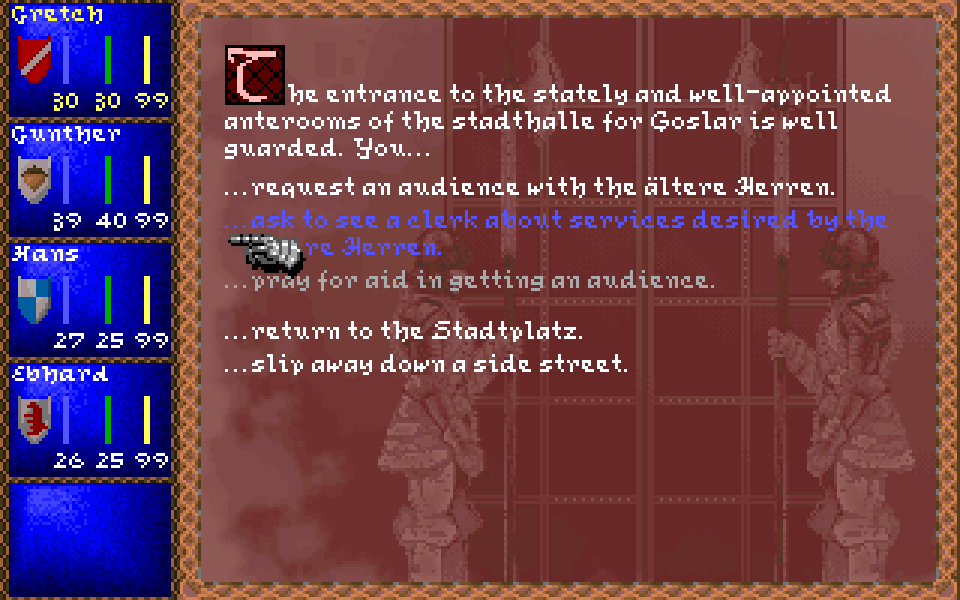 Gretch
30 30 99
Gunther
39 40 99
Hans
27 25 99
Ebhard
26 25 99
The entrance to the stately and well-appointed
anterooms of the stadthalle for Goslar is well
guarded. You...
...request an audience with the ältere Herren.
...ask to see a clerk about services desired by the
re Herren.
...pray for aid in getting an audience.
...return to the Stadtplatz.
...slip away down a side street.